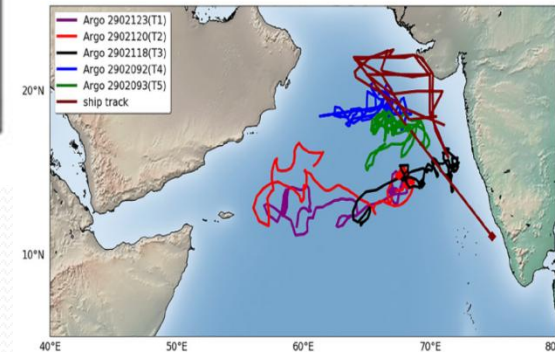 Argo 2902123(T1)
Argo 2902120(T2)
Argo 2902118(T3)
Argo 2902092(T4)
Argo 2902093(T5)
ship track
20°N
10°N
40°E 50°E 60°E 70°E